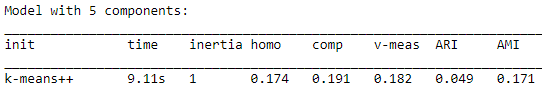 Model with 5 components:
init time inertia homo comp v-meas ARI AMI
k-means++ 9.11s 1 0.174 0.191 0.182 0.049 0.171